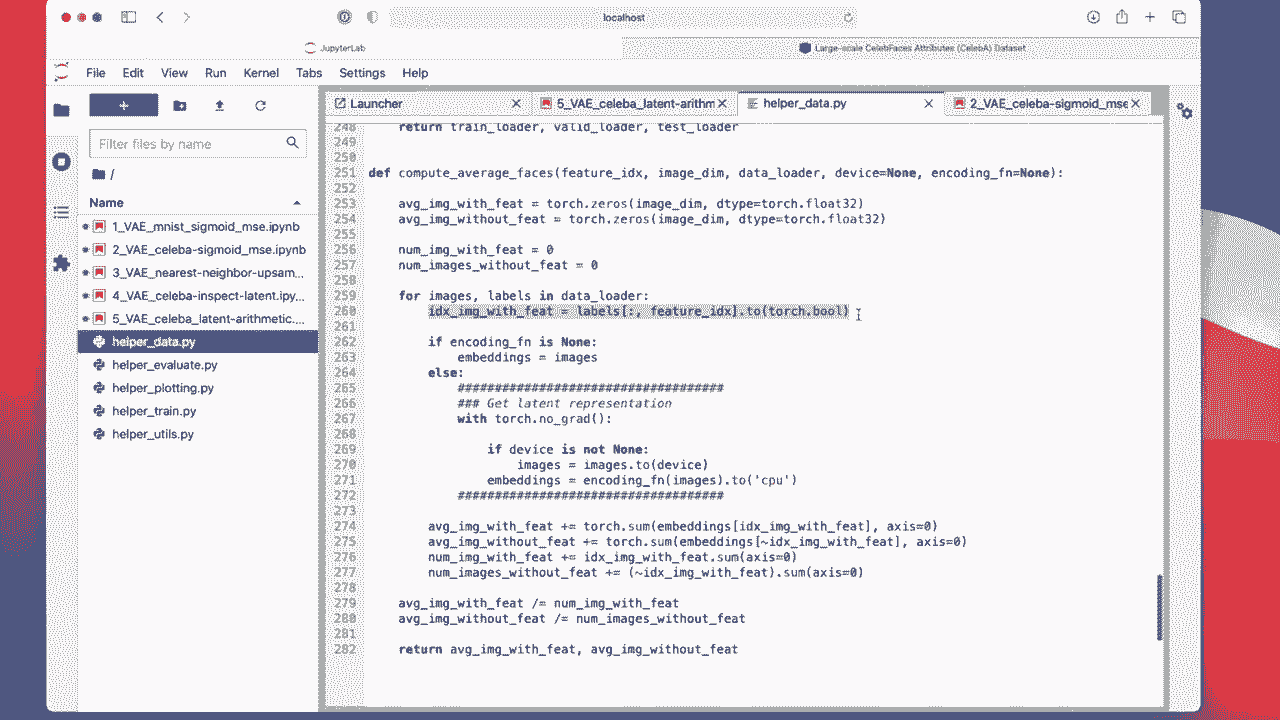 localhost
JupyterLab
Large-scale CelebFaces Attributes (CelebA) Dataset
File Edit View Run Kernel Tabs Settings Help
Launcher
5_VAE_celeba_latent-arithm
helper_data.py
2_VAE_celeba-sigmoid_mse
Filter files by name
/
Name
1_VAE_mnist_sigmoid_mse.ipynb
2_VAE_celeba-sigmoid_mse.ipynb
3_VAE_nearest-neighbor-upsam...
4_VAE_celeba-inspect-latent.ipy...
5_VAE_celeba_latent-arithmetic....
helper_data.py
helper_evaluate.py
helper_plotting.py
helper_train.py
helper_utils.py
248 return train_loader, valid_loader, test_loader
249
250
251 def compute_average_faces(feature_idx, image_dim, data_loader, device=None, encoding_fn=None):
252
253 avg_img_with_feat = torch.zeros(image_dim, dtype=torch.float32)
254 avg_img_without_feat = torch.zeros(image_dim, dtype=torch.float32)
255
256 num_img_with_feat = 0
257 num_images_without_feat = 0
258
259 for images, labels in data_loader:
260 idx_img_with_feat = labels[:, feature_idx].to(torch.bool)
261
262 if encoding_fn is None:
263 embeddings = images
264 else:
265 ####################################
266 ### Get latent representation
267 with torch.no_grad():
268
269 if device is not None:
270 images = images.to(device)
271 embeddings = encoding_fn(images).to('cpu')
272 ####################################
273
274 avg_img_with_feat += torch.sum(embeddings[idx_img_with_feat], axis=0)
275 avg_img_without_feat += torch.sum(embeddings[~idx_img_with_feat], axis=0)
276 num_img_with_feat += idx_img_with_feat.sum(axis=0)
277 num_images_without_feat += (~idx_img_with_feat).sum(axis=0)
278
279 avg_img_with_feat /= num_img_with_feat
280 avg_img_without_feat /= num_images_without_feat
281
282 return avg_img_with_feat, avg_img_without_feat